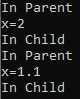 In Parent
x=2
In Child
In Parent
x=1.1
In Child